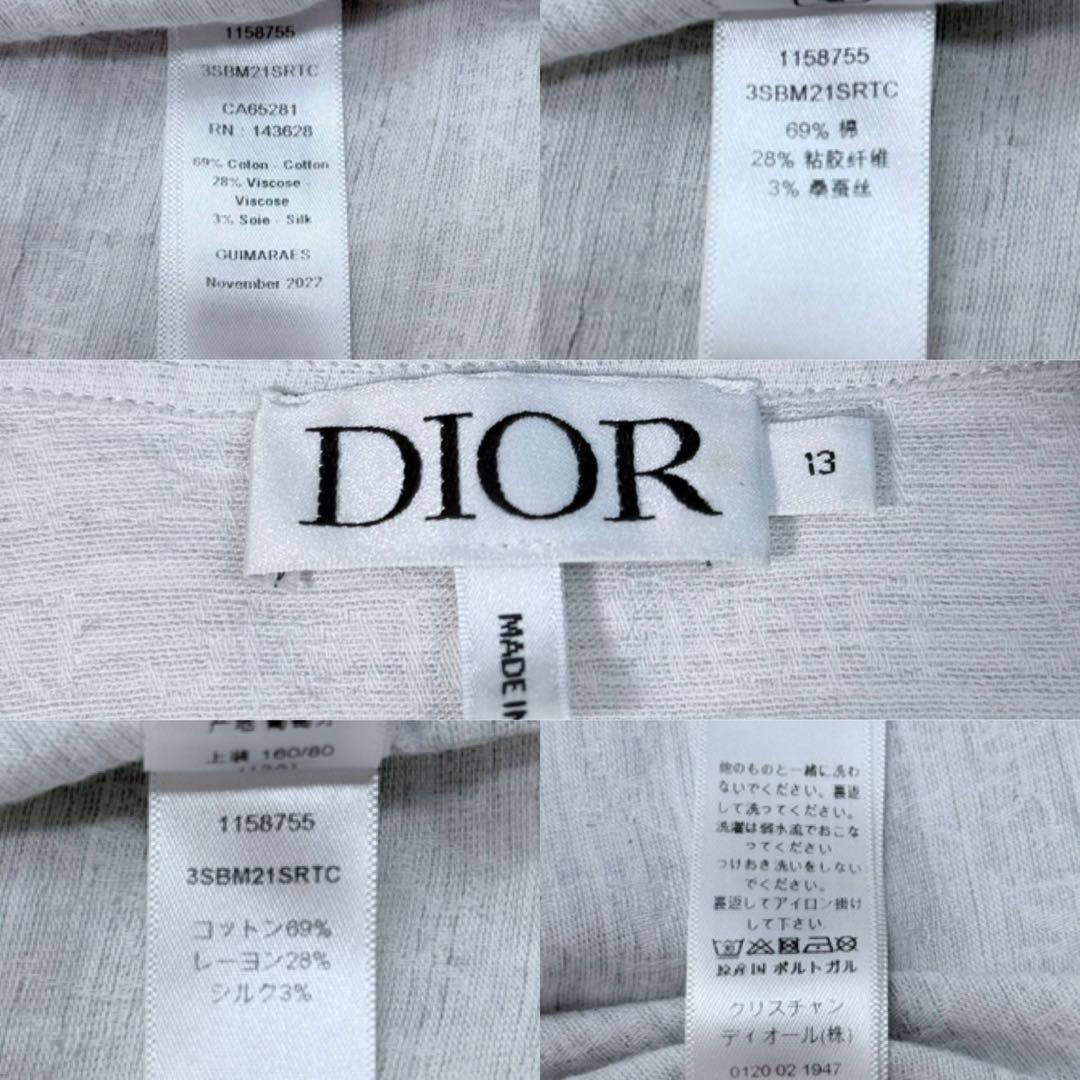 1158755
3SBM21SRTC
CA65281
RN : 143628
69% Coton - Cotton
28% Viscose -
Viscose
3% Soie - Silk
GUIMARAES
November 2022
1158755
3SBM21SRTC
69% 棉
28% 粘胶纤维
3% 桑蚕丝
DIOR
13
MADE IN
上装 160/80
1158755
3SBM21SRTC
コットン69%
レーヨン28%
シルク3%
他のものと一緒に洗わ
ないでください。裏返
して洗ってください。
洗濯は弱水流でおこな
ってください
つけおき洗いをしない
でください。
裏返してアイロン掛け
して下さい。
ポルトガル
クリスチャン
ディオール(株)
0120 02 1947